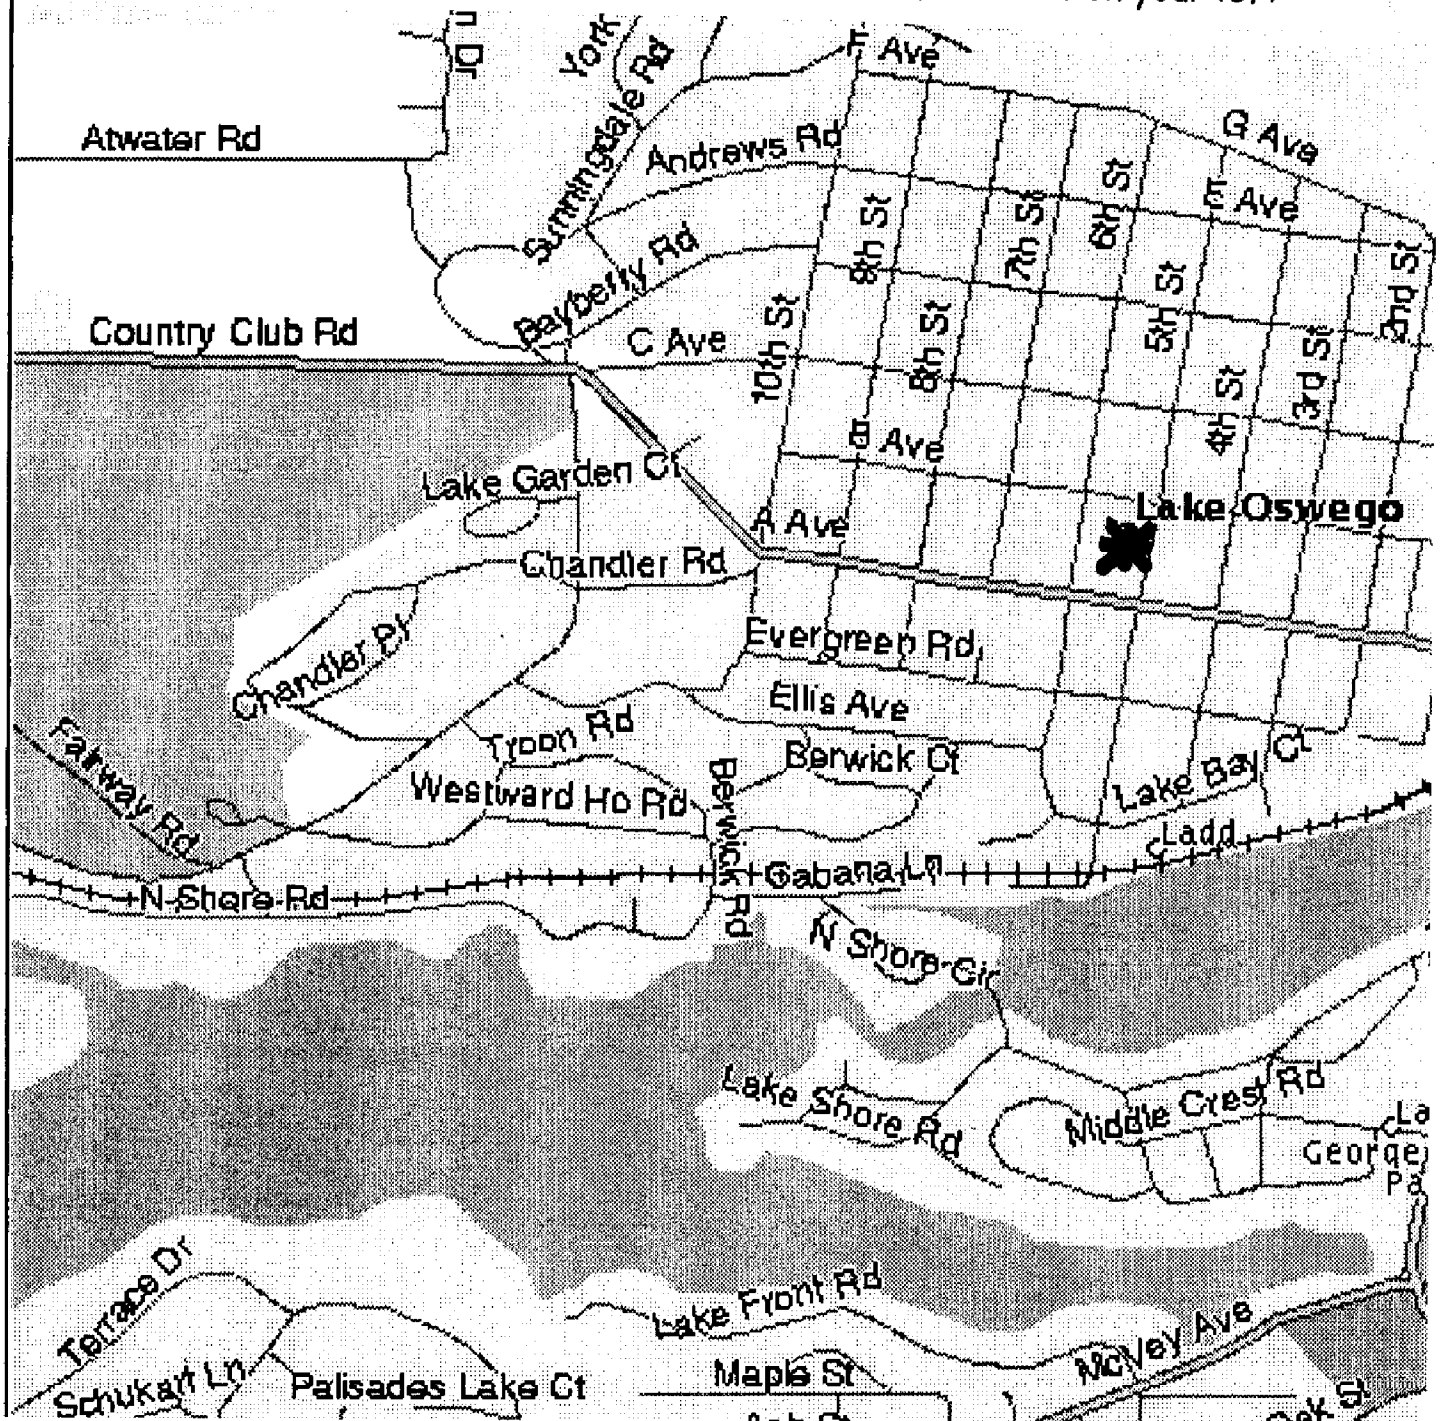 n Dr
York
F Ave
Sunningdale Rd
Atwater Rd
Andrews Rd
G Ave
6th St
E Ave
9th St
7th St
Bayberry Rd
5th St
2nd St
Country Club Rd
C Ave
10th St
8th St
3rd St
4th St
Ave
Lake Garden Ct
A Ave
Lake Oswego
Chandler Rd
Evergreen Rd
Chandler Pl
Ellis Ave
Troon Rd
Fairway Rd
Berwick Ct
Lake Bay Ct
Westward Ho Rd
Berwick Rd
Ladd
Cabana Ln
N Shore Rd
N Shore Cir
Lake Shore Rd
Middle Crest Rd
La
George
Pa
Terrace Dr
Lake Front Rd
McVey Ave
Schukart Ln
Palisades Lake Ct
Maple St
Oak St